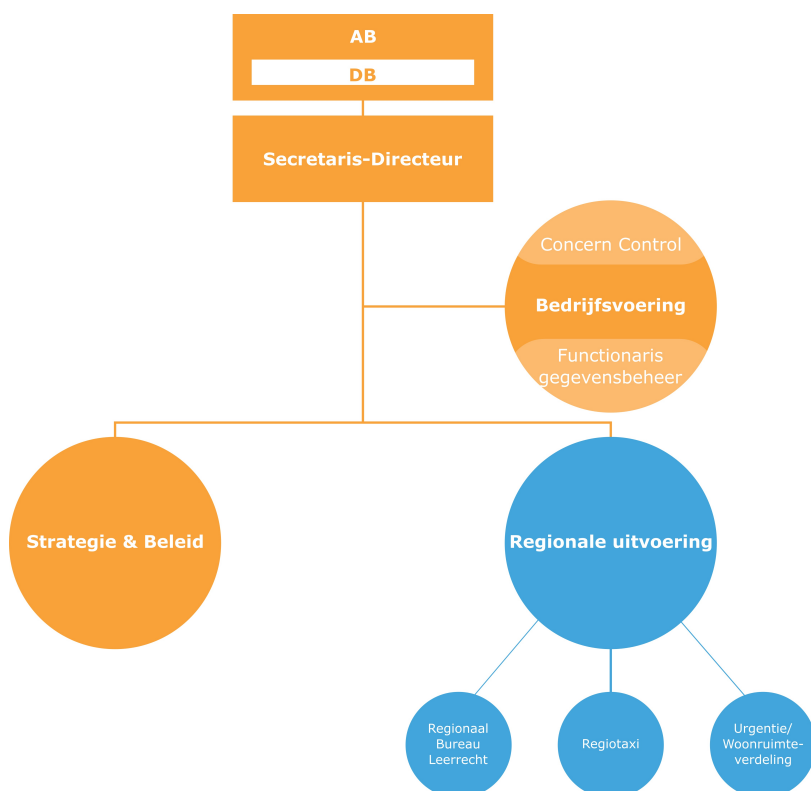 AB
DB
Secretaris-Directeur
Concern Control
Bedrijfsvoering
Functionaris
gegevensbeheer
Strategie & Beleid
Regionale uitvoering
Regionaal
Bureau
Leerrecht
Regiotaxi
Urgentie/
Woonruimte-
verdeling